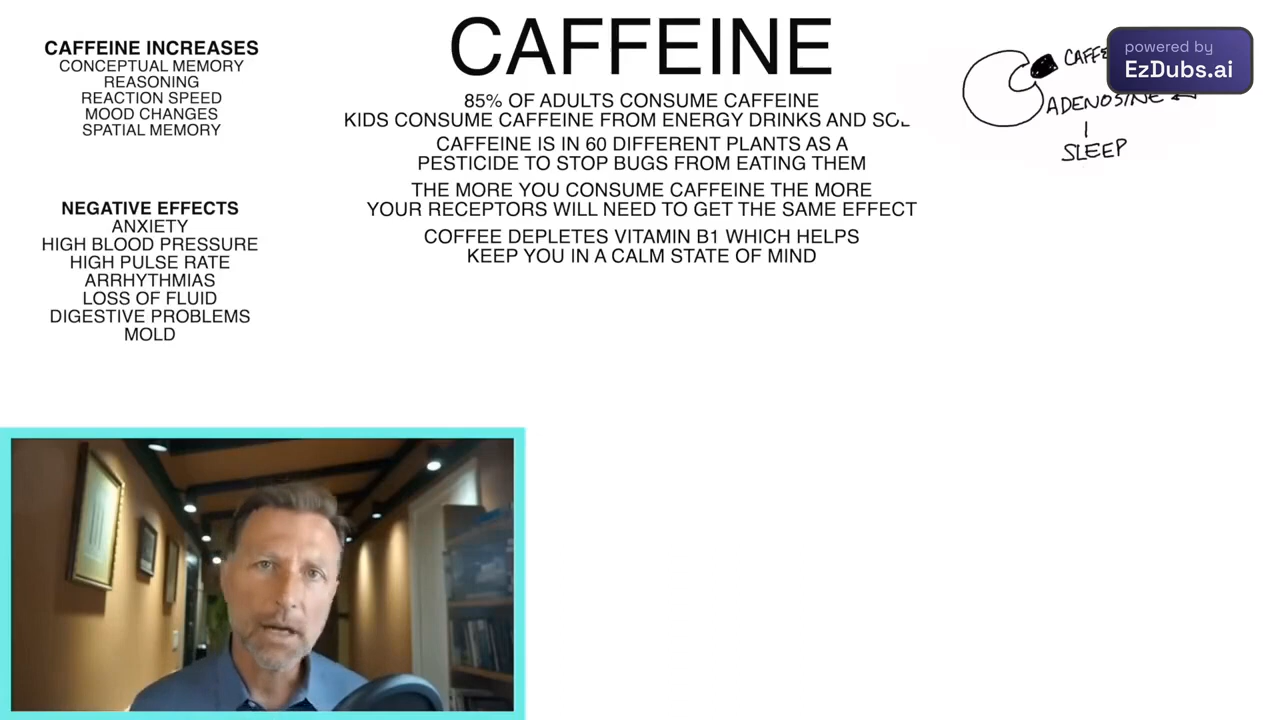 CAFFEINE
CAFFEINE INCREASES
CONCEPTUAL MEMORY
REASONING
REACTION SPEED
MOOD CHANGES
SPATIAL MEMORY
NEGATIVE EFFECTS
ANXIETY
HIGH BLOOD PRESSURE
HIGH PULSE RATE
ARRHYTHMIAS
LOSS OF FLUID
DIGESTIVE PROBLEMS
MOLD
85% OF ADULTS CONSUME CAFFEINE
KIDS CONSUME CAFFEINE FROM ENERGY DRINKS AND
CAFFEINE IS IN 60 DIFFERENT PLANTS AS A
PESTICIDE TO STOP BUGS FROM EATING THEM
THE MORE YOU CONSUME CAFFEINE THE MORE
YOUR RECEPTORS WILL NEED TO GET THE SAME EFFECT
COFFEE DEPLETES VITAMIN B1 WHICH HELPS
KEEP YOU IN A CALM STATE OF MIND
ADENOSINE
SLEEP
powered by
EzDubs.ai